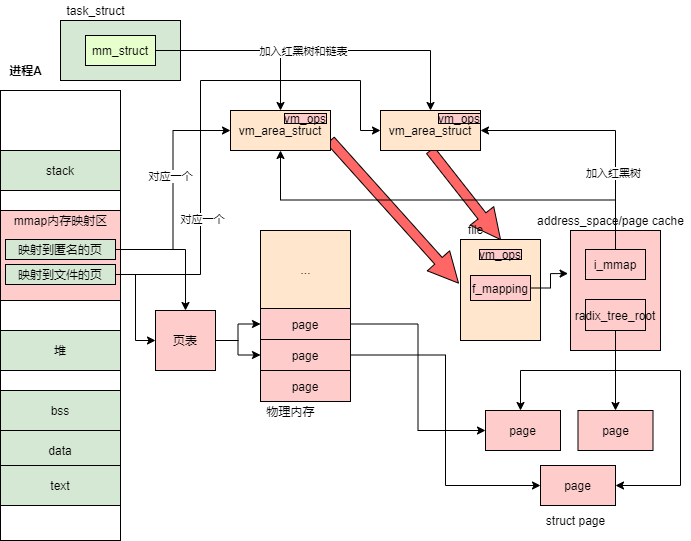 task_struct
mm_struct
加入红黑树和链表
进程A
vm_ops
vm_area_struct
vm_ops
vm_area_struct
stack
对应一个
加入红黑树
mmap内存映射区
对应一个
address_space/page cache
file
映射到匿名的页
vm_ops
i_mmap
映射到文件的页
...
f_mapping
radix_tree_root
page
页表
堆
page
page
物理内存
bss
page
page
data
text
page
struct page